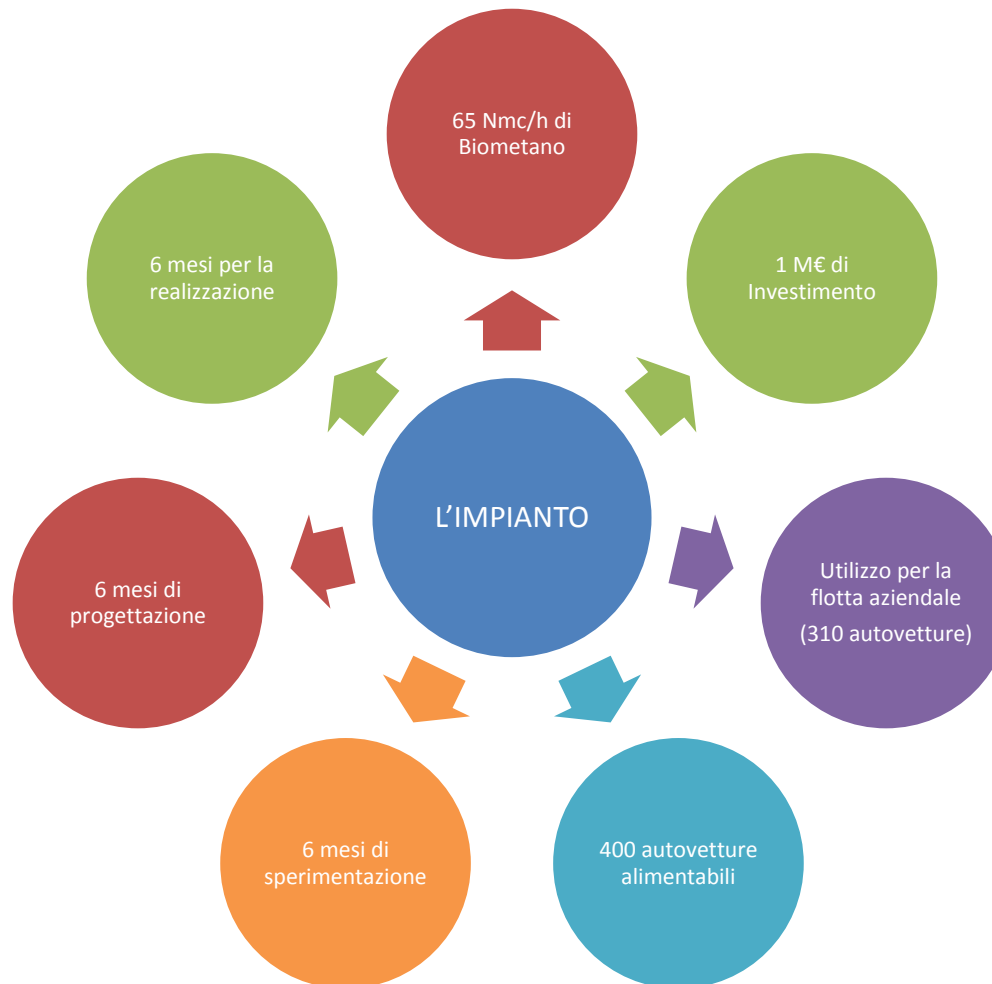 65 Nmc/h di
Biometano
1 M€ di
Investimento
Utilizzo per la
flotta aziendale
(310 autovetture)
400 autovetture
alimentabili
6 mesi di
sperimentazione
6 mesi di
progettazione
6 mesi per la
realizzazione
L’IMPIANTO